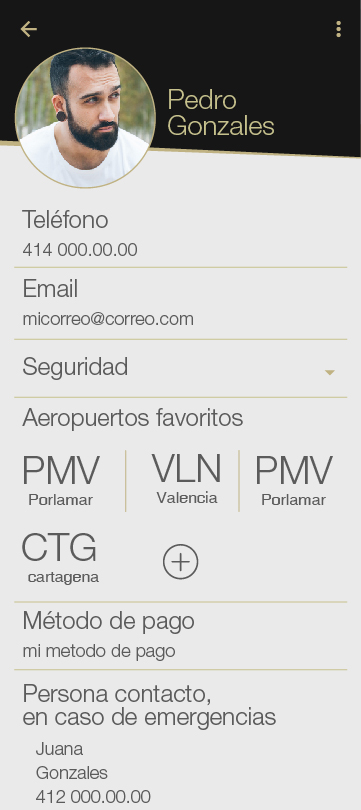 Pedro
Gonzales
Teléfono
414 000.00.00
Email
micorreo@correo.com
Seguridad
Aeropuertos favoritos
PMV VLN PMV
Porlamar Valencia Porlamar
CTG
cartagena
Método de pago
mi metodo de pago
Persona contacto,
en caso de emergencias
Juana
Gonzales
412 000.00.00